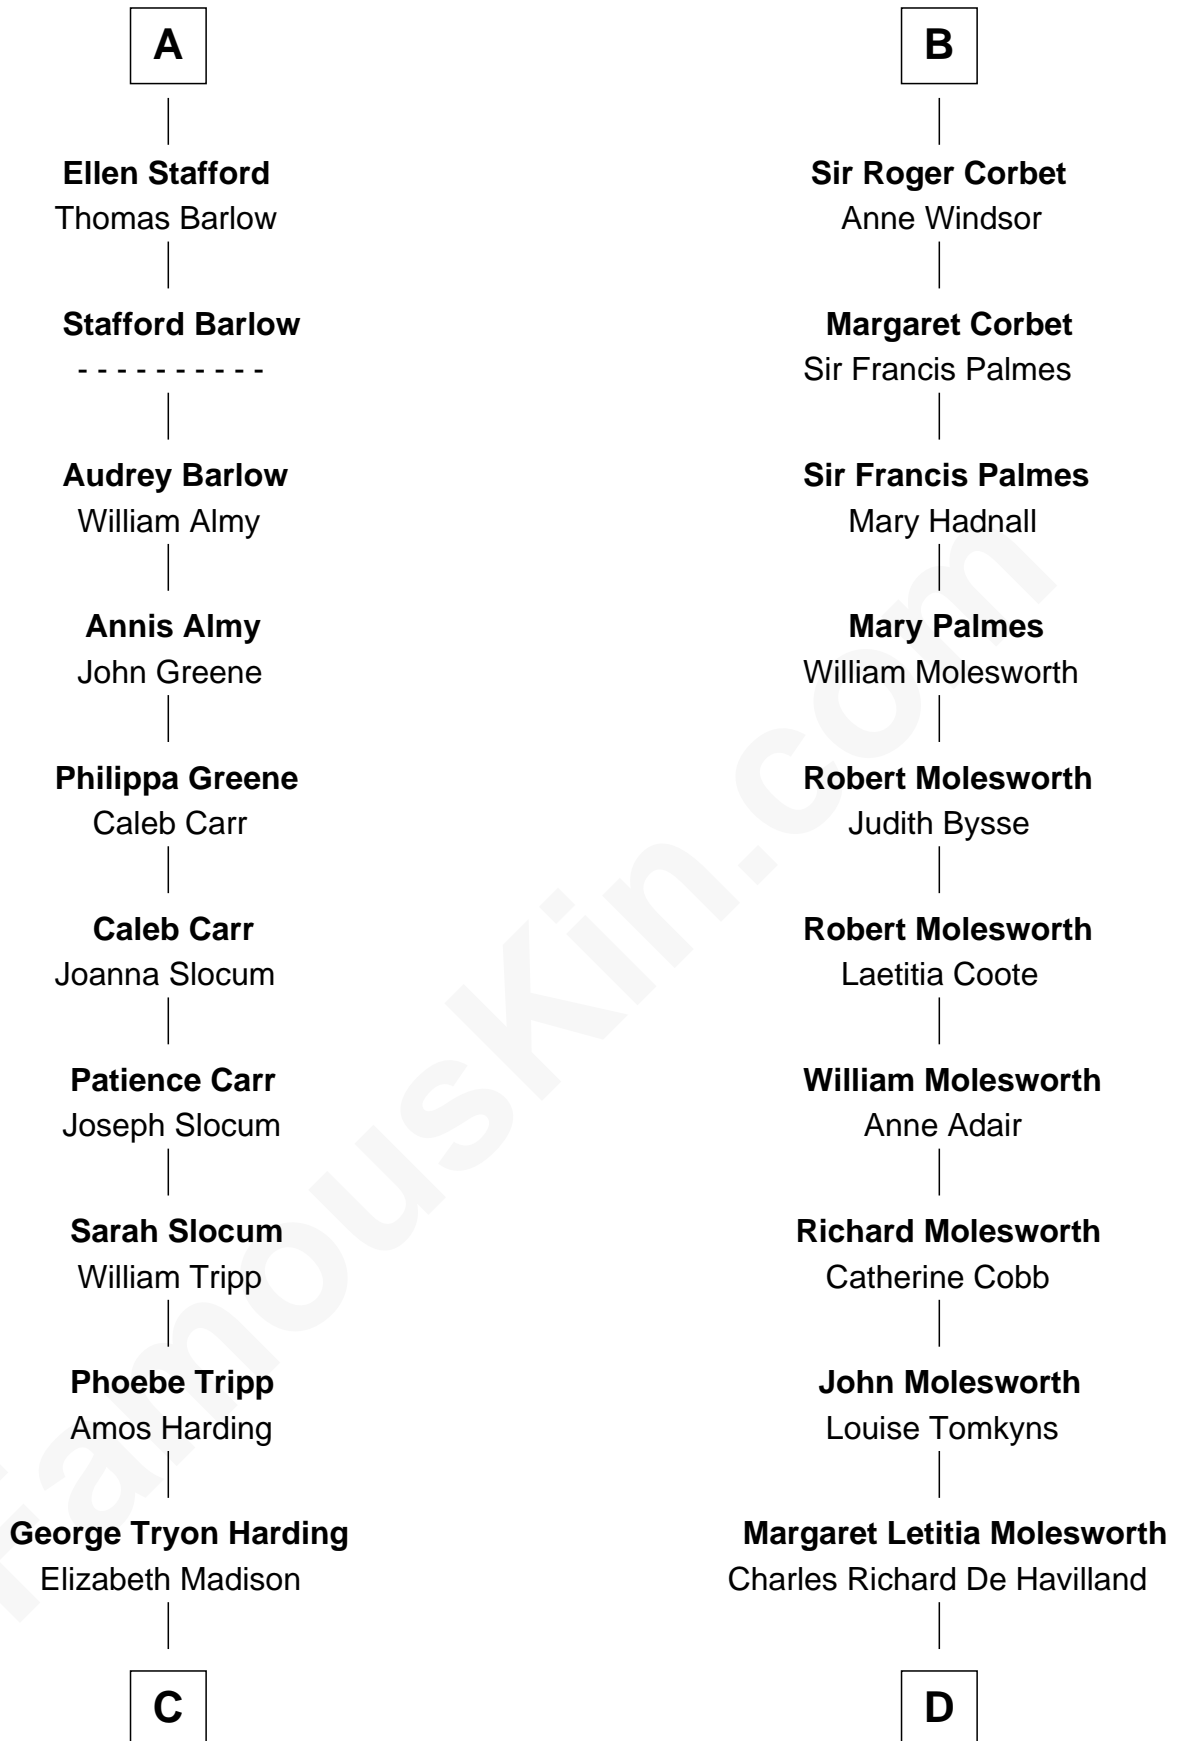 A
Ellen Stafford
Thomas Barlow
Stafford Barlow
- - - - - - - - - -
Audrey Barlow
William Almy
Annis Almy
John Greene
Philippa Greene
Caleb Carr
Caleb Carr
Joanna Slocum
Patience Carr
Joseph Slocum
Sarah Slocum
William Tripp
Phoebe Tripp
Amos Harding
George Tryon Harding
Elizabeth Madison
C
B
Sir Roger Corbet
Anne Windsor
Margaret Corbet
Sir Francis Palmes
Sir Francis Palmes
Mary Hadnall
Mary Palmes
William Molesworth
Robert Molesworth
Judith Bysse
Robert Molesworth
Laetitia Coote
William Molesworth
Anne Adair
Richard Molesworth
Catherine Cobb
John Molesworth
Louise Tomkyns
Margaret Letitia Molesworth
Charles Richard De Havilland
D
FamousKin.com